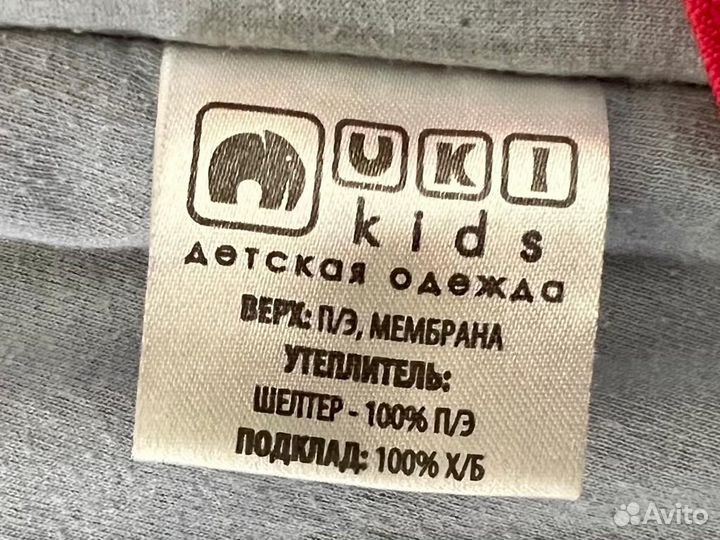 UKI
kids
детская одежда
ВЕРХ: П/Э, МЕМБРАНА
УТЕПЛИТЕЛЬ:
ШЕЛТЕР - 100% П/Э
ПОДКЛАД: 100% Х/Б
Avito